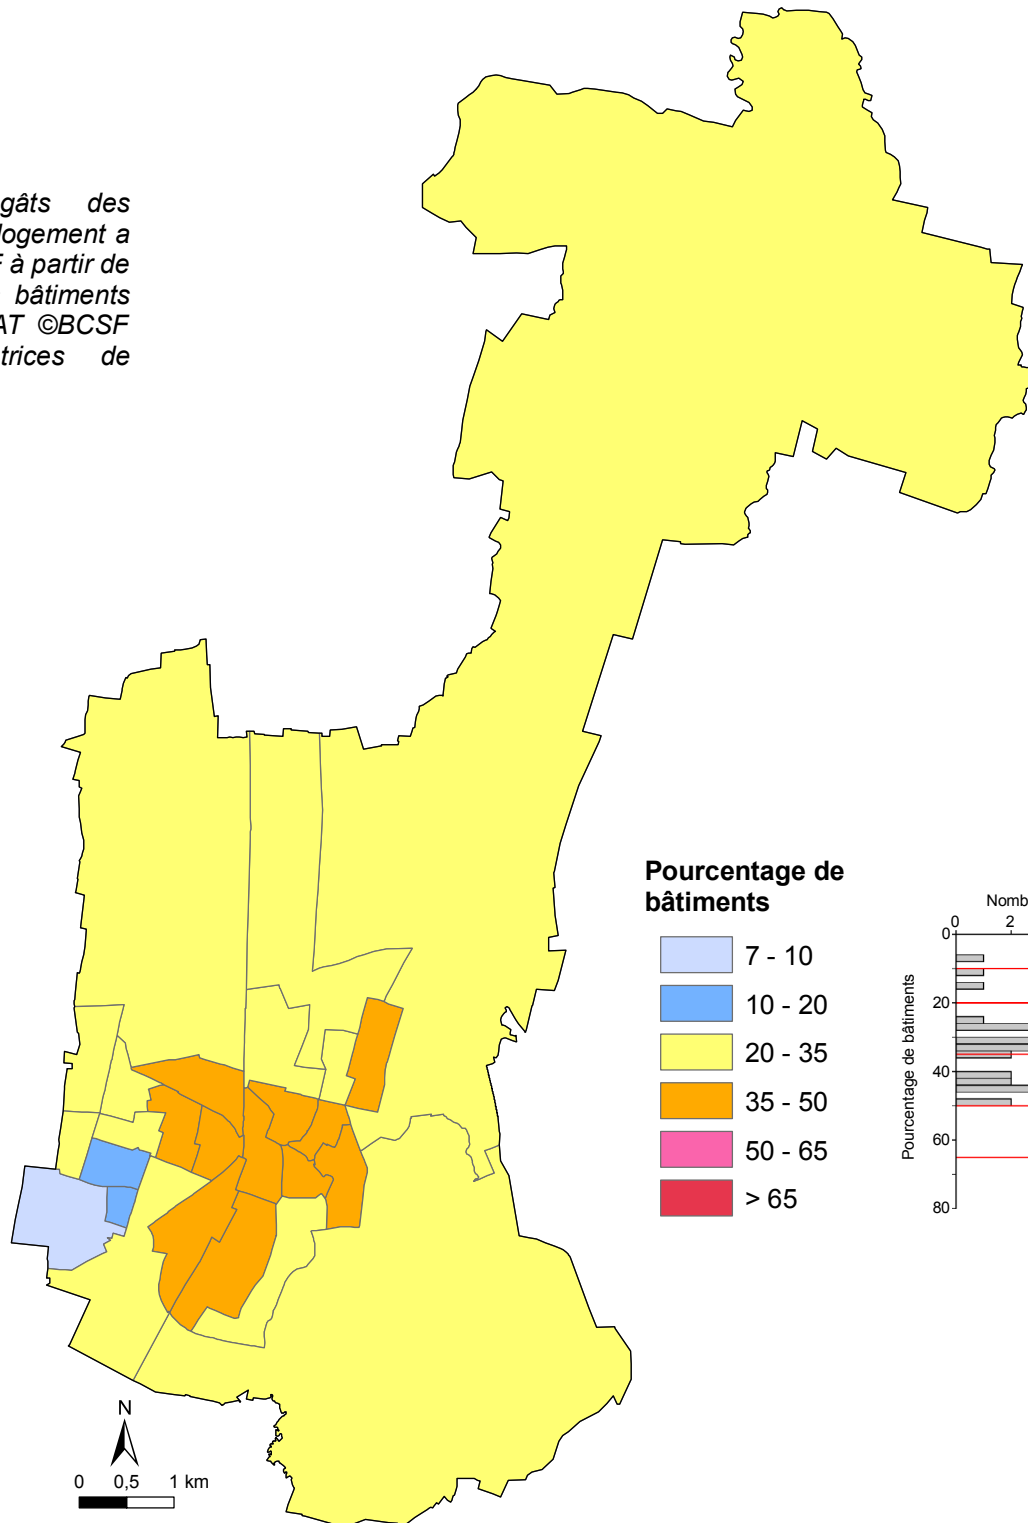 gâts des
logement a
à partir de
bâtiments
©BCSF
de
Pourcentage de
bâtiments
7 - 10
10 - 20
20 - 35
35 - 50
50 - 65
> 65
Nomb
0 2
0
20
40
60
80
Pourcentage de bâtiments
N
0 0,5 1 km